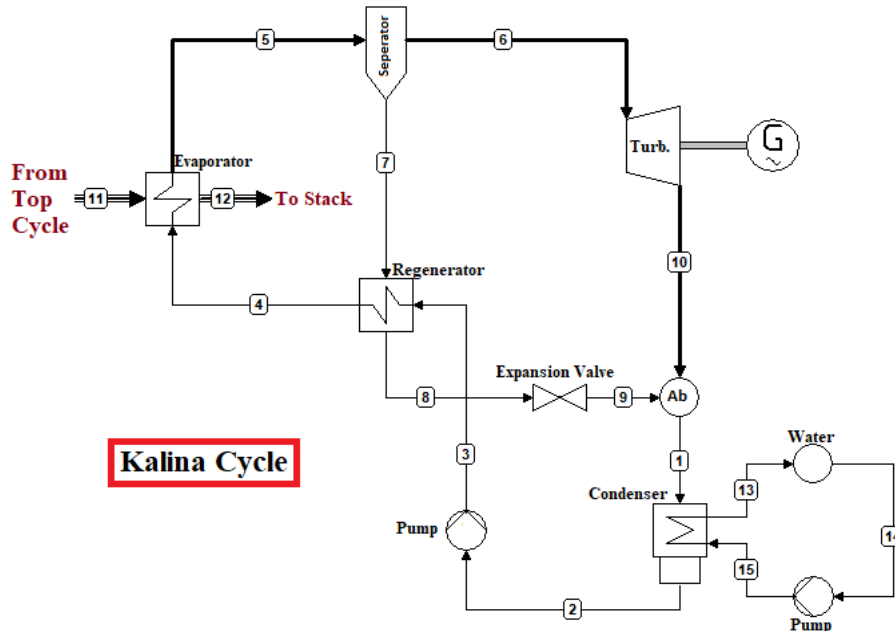 5
6
Seperator
Turb.
G
~
7
Evaporator
From
Top
Cycle
11
12
To Stack
10
Regenerator
4
Expansion Valve
8
9
Ab
Kalina Cycle
3
1
Water
13
Condenser
Pump
14
15
2
Pump